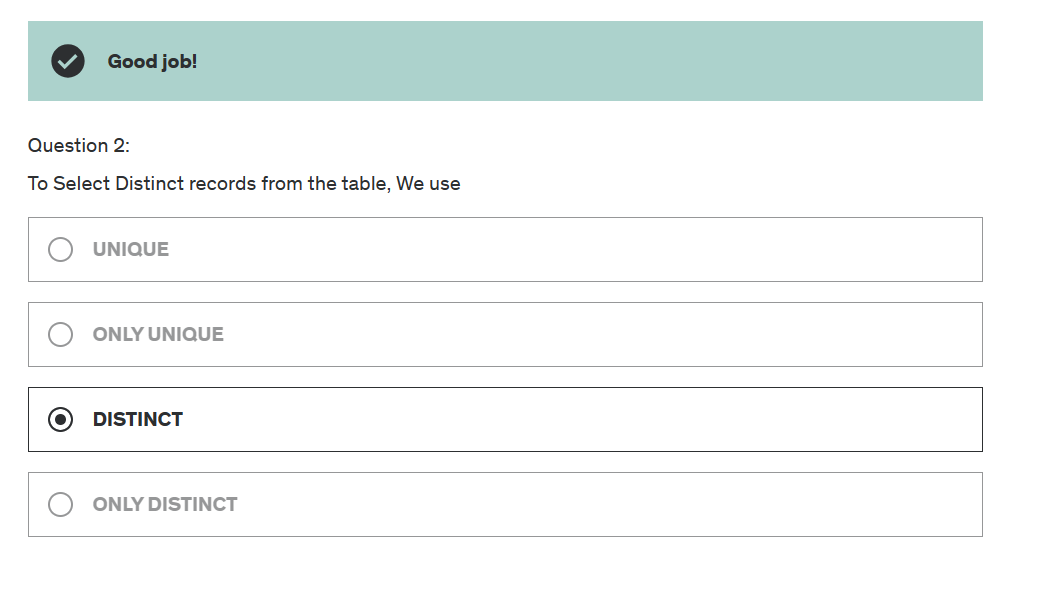 Good job!
Question 2:
To Select Distinct records from the table, We use
UNIQUE
ONLY UNIQUE
DISTINCT
ONLY DISTINCT